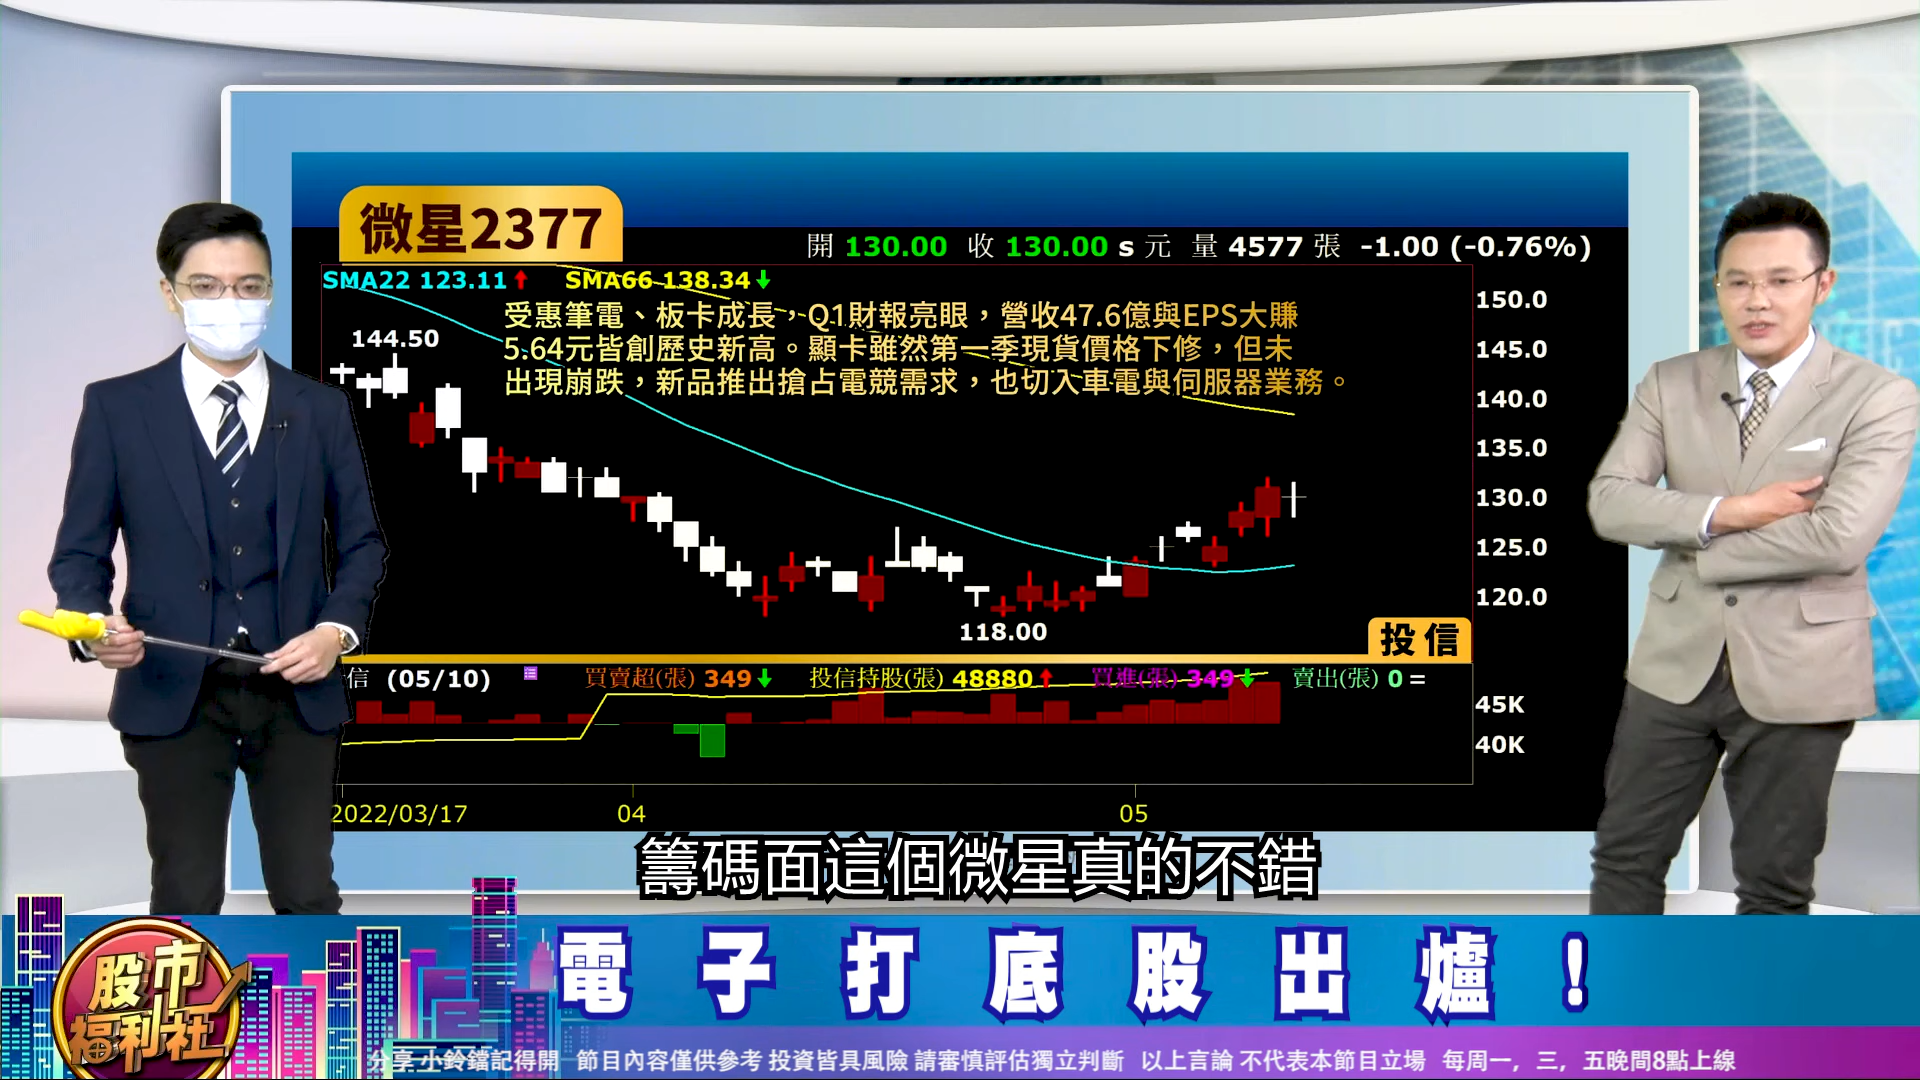 微星2377
開 130.00 收 130.00 s 元 量 4577 張 -1.00 (-0.76%)
SMA22 123.11 SMA66 138.34
受惠筆電、板卡成長，Q1財報亮眼，營收47.6億與EPS大賺
5.64元皆創歷史新高。顯卡雖然第一季現貨價格下修，但未
出現崩跌，新品推出搶占電競需求，也切入車電與伺服器業務。
144.50
118.00
150.0
145.0
140.0
135.0
130.0
125.0
120.0
投信
信 (05/10) 買賣超(張) 349 投信持股(張) 48880 買進(張) 349 賣出(張) 0 =
45K
40K
2022/03/17 04 05
籌碼面這個微星真的不錯
電子打底股出爐！
股市
福利社
分享 小鈴鐺記得開 節目內容僅供參考 投資皆具風險 請審慎評估獨立判斷 以上言論 不代表本節目立場 每周一，三，五晚間8點上線